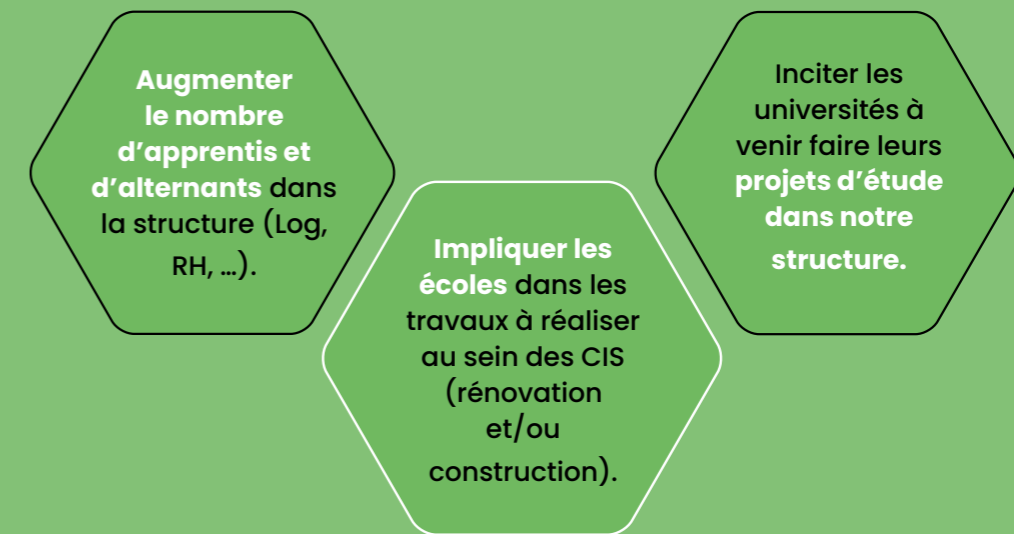 Augmenter
le nombre
d’apprentis et
d’alternants dans
la structure (Log,
RH, …).
Impliquer les
écoles dans les
travaux à réaliser
au sein des CIS
(rénovation
et/ou
construction).
Inciter les
universités à
venir faire leurs
projets d’étude
dans notre
structure.